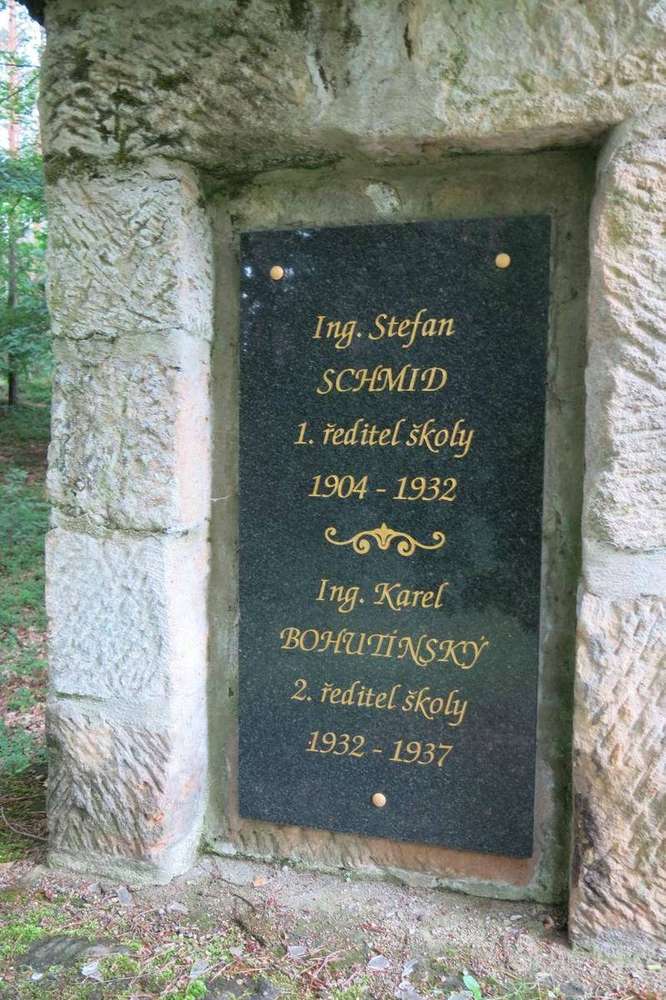 Ing. Stefan
SCHMID
1. ředitel školy
1904 - 1932
Ing. Karel
BOHUTÍNSKÝ
2. ředitel školy
1932 - 1937